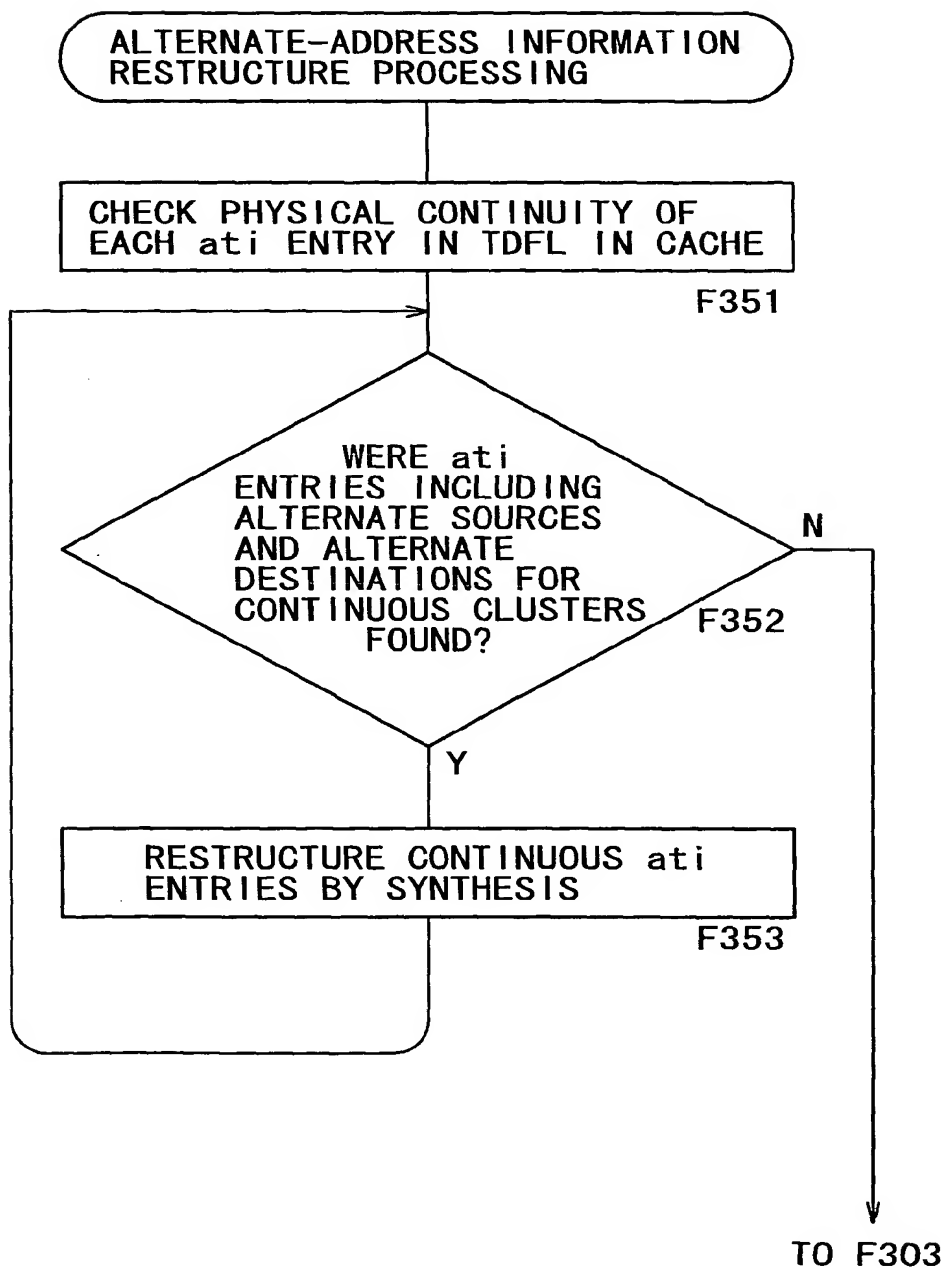 ALTERNATE-ADDRESS INFORMATION
RESTRUCTURE PROCESSING
CHECK PHYSICAL CONTINUITY OF
EACH ati ENTRY IN TDFL IN CACHE
F351
WERE ati
ENTRIES INCLUDING
ALTERNATE SOURCES
AND ALTERNATE
DESTINATIONS FOR
CONTINUOUS CLUSTERS
FOUND?
N
F352
Y
RESTRUCTURE CONTINUOUS ati
ENTRIES BY SYNTHESIS
F353
TO F303